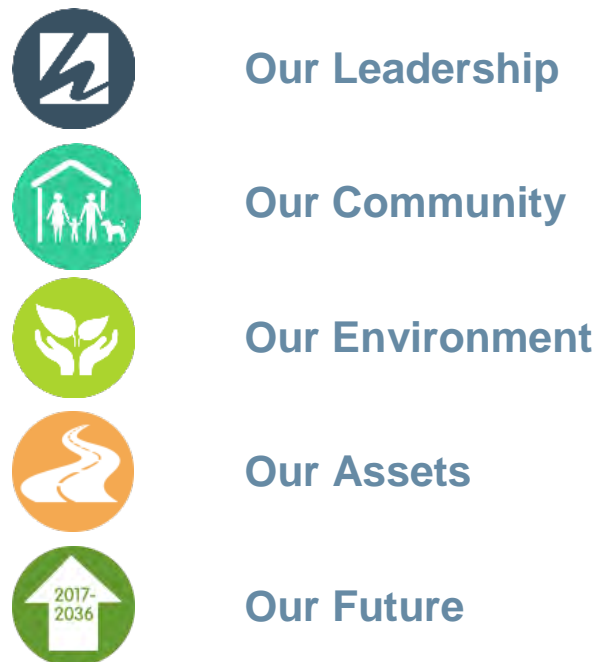 Our Leadership
Our Community
Our Environment
Our Assets
2017-
2036
Our Future